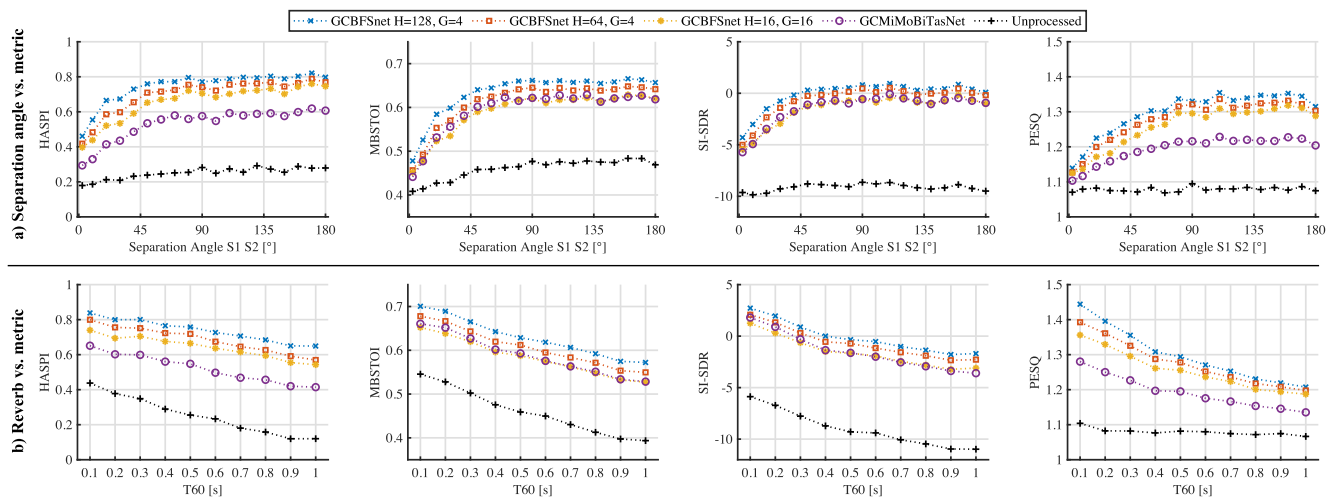 GCBFSnet H=128, G=4 GCBFSnet H=64, G=4 GCBFSnet H=16, G=16 GCMiMoBiTasNet Unprocessed
a) Separation angle vs. metric
HASPI
1
0.8
0.6
0.4
0.2
0
0 45 90 135 180
Separation Angle S1 S2 [°]
MBSTOI
0.7
0.6
0.5
0.4
0 45 90 135 180
Separation Angle S1 S2 [°]
SI-SDR
5
0
-5
-10
0 45 90 135 180
Separation Angle S1 S2 [°]
PESQ
1.5
1.4
1.3
1.2
1.1
1
0 45 90 135 180
Separation Angle S1 S2 [°]
b) Reverb vs. metric
HASPI
1
0.8
0.6
0.4
0.2
0
0.1 0.2 0.3 0.4 0.5 0.6 0.7 0.8 0.9 1
T60 [s]
MBSTOI
0.7
0.6
0.5
0.4
0.1 0.2 0.3 0.4 0.5 0.6 0.7 0.8 0.9 1
T60 [s]
SI-SDR
5
0
-5
-10
0.1 0.2 0.3 0.4 0.5 0.6 0.7 0.8 0.9 1
T60 [s]
PESQ
1.5
1.4
1.3
1.2
1.1
1
0.1 0.2 0.3 0.4 0.5 0.6 0.7 0.8 0.9 1
T60 [s]